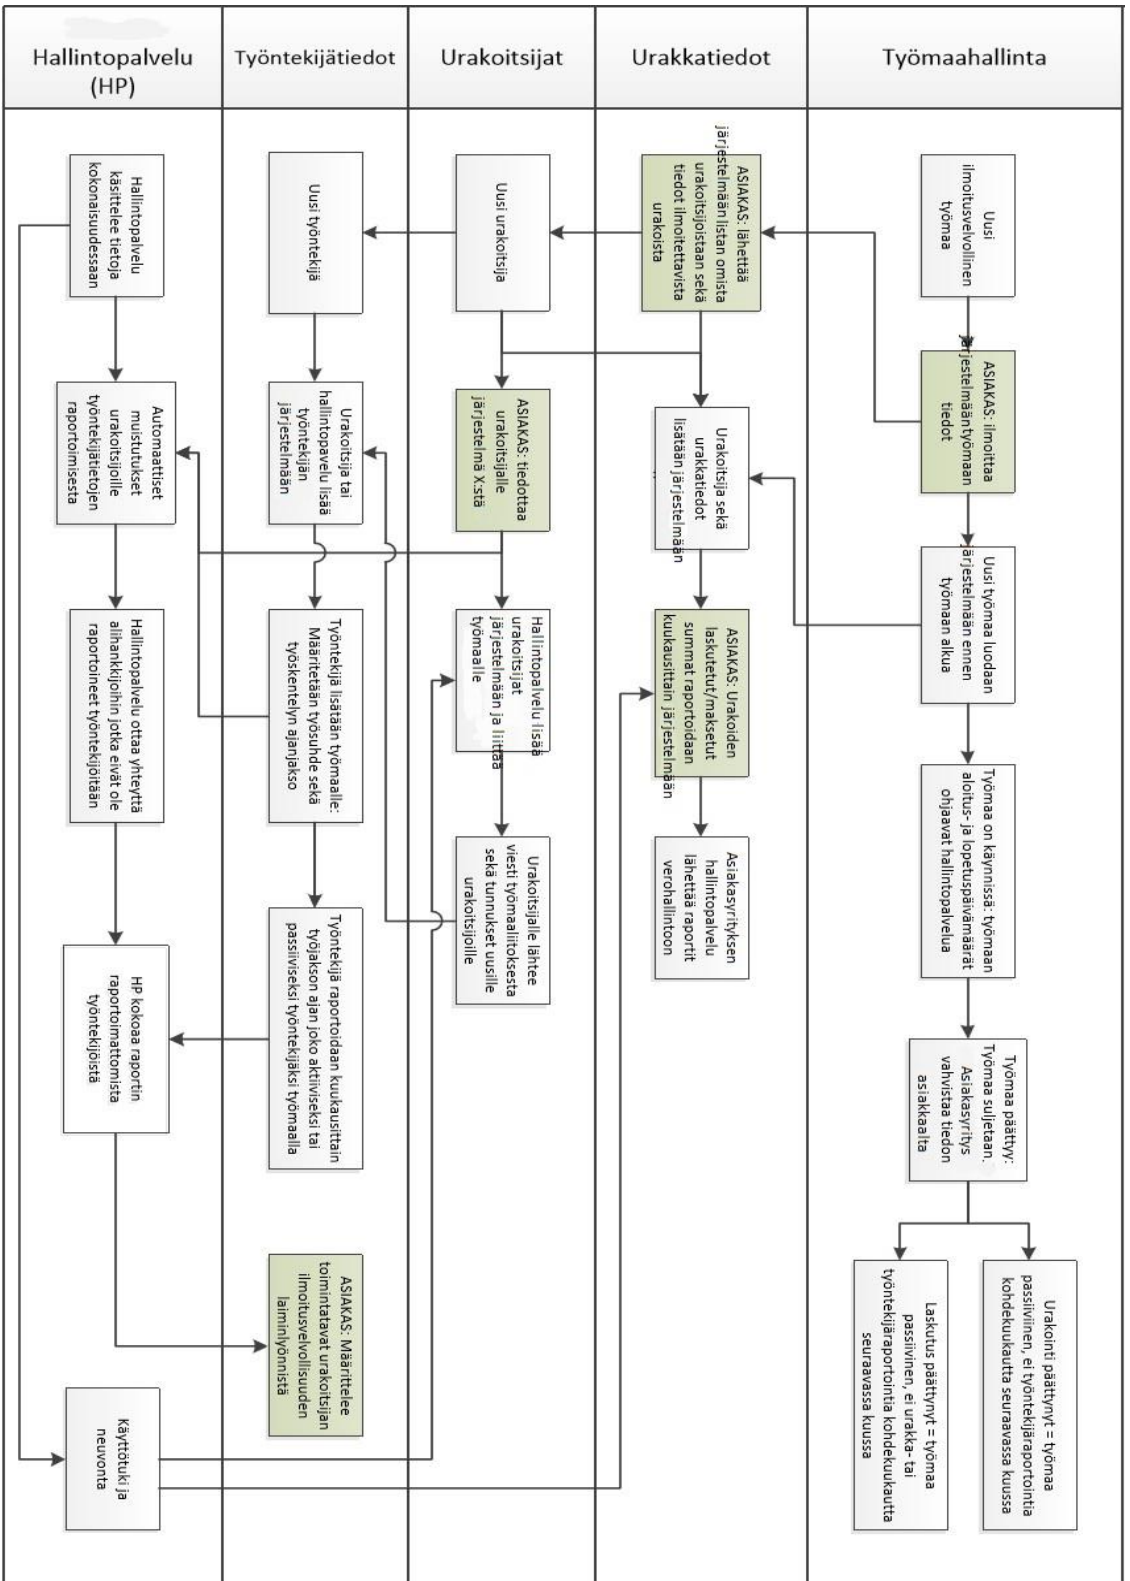 Hallintopalvelu
(HP)
Työntekijätiedot
Urakoitsijat
Urakkatiedot
Työmaahallinta
Uusi
ilmoitusvelvollinen
työmaa
ASIAKAS: ilmoittaa
järjestelmään työmaan
tiedot
Uusi työmaa luodaan
järjestelmään ennen
työmaan alkua
Työmaa on käynnissä: työmaan
aloitus- ja lopetuspäivämäärät
ohjaavat hallintopalvelua
Työmaa päättyy:
Työmaa suljetaan.
Asiakasyritys
vahvistaa tiedon
asiakkaalta
Urakointi päättynyt = työmaa
passiiviinen, ei työntekijäraportointia
kohdekuukautta seuraavassa kuussa
Laskutus päättynyt = työmaa
passiivinen, ei urakka- tai
työntekijäraportointia kohdekuukautta
seuraavassa kuussa
ASIAKAS: lähettää
järjestelmään listan omista
urakoitsijoistaan sekä
tiedot ilmoitettavista
urakoista
Urakoitsija sekä
urakkatiedot
lisätään järjestelmään
ASIAKAS: Urakoiden
laskutetut/maksetut
summat raportoidaan
kuukausittain järjestelmään
Asiakasyrityksen
hallintopalvelu
lähettää raportit
verohallintoon
Uusi urakoitsija
ASIAKAS: tiedottaa
urakoitsijalle
järjestelmä X:stä
Hallintopalvelu lisää
urakoitsijat
järjestelmään ja liittää
työmaalle
Urakoitsijalle lähtee
viesti työmaaliitoksesta
sekä tunnukset uusille
urakoitsijoille
Uusi työntekijä
Urakoitsija tai
hallintopalvelu lisää
työntekijän
järjestelmään
Työntekijä lisätään työmaalle:
Määritetään työsuhde sekä
työskentelyn ajanjakso
Työntekijä raportoidaan kuukausittain
työjakson ajan joko aktiiviseksi tai
passiiviseksi työntekijäksi työmaalla
ASIAKAS: Määrittelee
toimintatavat urakoitsijan
ilmoitusvelvollisuuden
laiminlyönnistä
Hallintopalvelu
käsittelee tietoja
kokonaisuudessaan
Automaattiset
muistutukset
urakoitsijoille
työntekijätietojen
raportoimisesta
Hallintopalvelu ottaa yhteyttä
alihankkijoihin jotka eivät ole
raportoineet työntekijöitään
HP kokoaa raportin
raportoimattomista
työntekijöistä
Käyttötuki ja
neuvonta